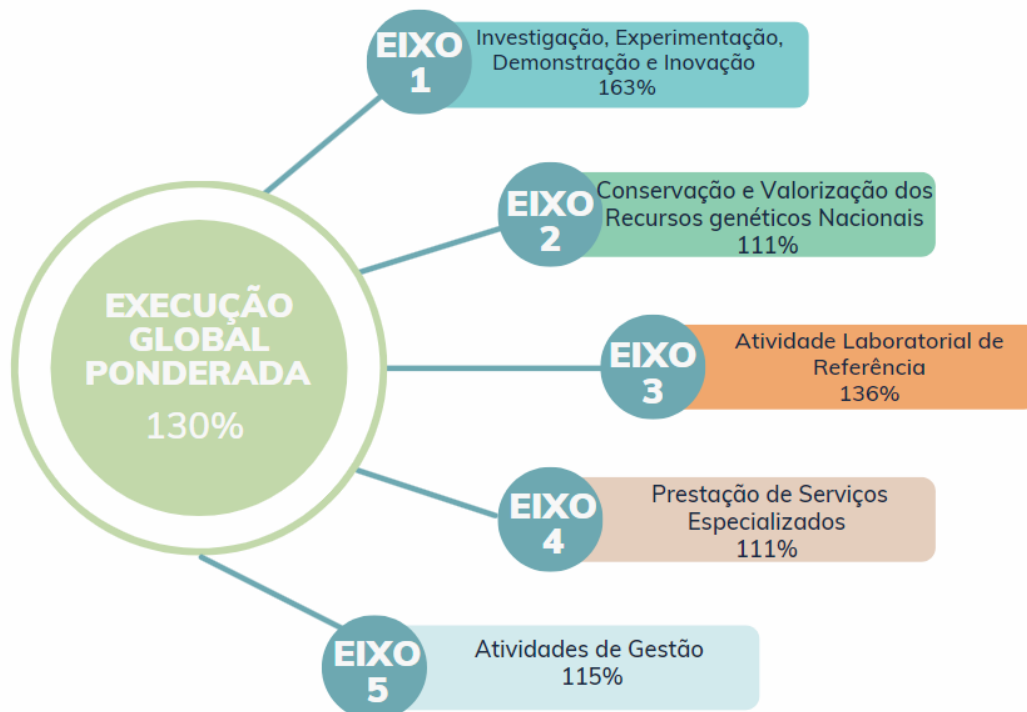 EIXO
1
Investigação, Experimentação,
Demonstração e Inovação
163%
EIXO
2
Conservação e Valorização dos
Recursos genéticos Nacionais
111%
EXECUÇÃO
GLOBAL
PONDERADA
130%
EIXO
3
Atividade Laboratorial de
Referência
136%
EIXO
4
Prestação de Serviços
Especializados
111%
EIXO
5
Atividades de Gestão
115%